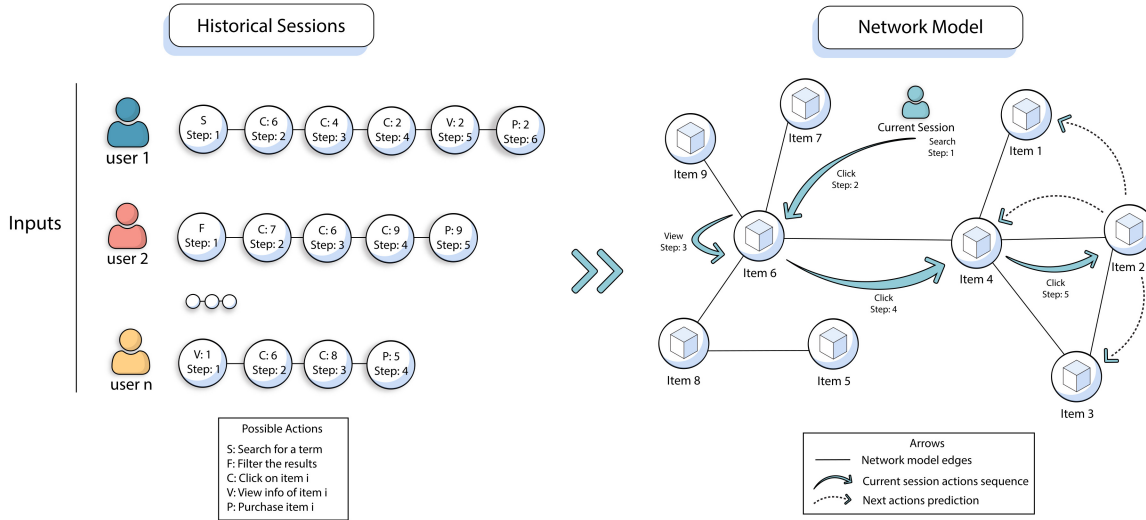 Historical Sessions
Inputs
user 1
S
Step: 1
C: 6
Step: 2
C: 4
Step: 3
C: 2
Step: 4
V: 2
Step: 5
P: 2
Step: 6
user 2
F
Step: 1
C: 7
Step: 2
C: 6
Step: 3
C: 9
Step: 4
P: 9
Step: 5
user n
V: 1
Step: 1
C: 6
Step: 2
C: 8
Step: 3
P: 5
Step: 4
Possible Actions
S: Search for a term
F: Filter the results
C: Click on item i
V: View info of item i
P: Purchase item i
Network Model
Item 7
Current Session
Search
Step: 1
Item 1
Item 9
Click
Step: 2
View
Step: 3
Item 6
Item 4
Item 2
Click
Step: 4
Click
Step: 5
Item 8
Item 5
Item 3
Arrows
Network model edges
Current session actions sequence
Next actions prediction